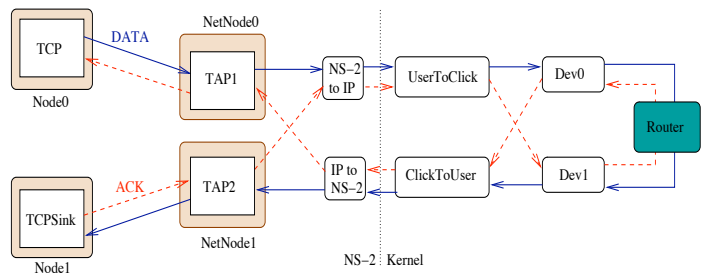 NetNode0
TCP
DATA
TAP1
NS-2
to IP
UserToClick
Dev0
Node0
Router
ACK
TAP2
IP to
NS-2
ClickToUser
Dev1
TCPSink
NetNode1
Node1
NS-2
Kernel